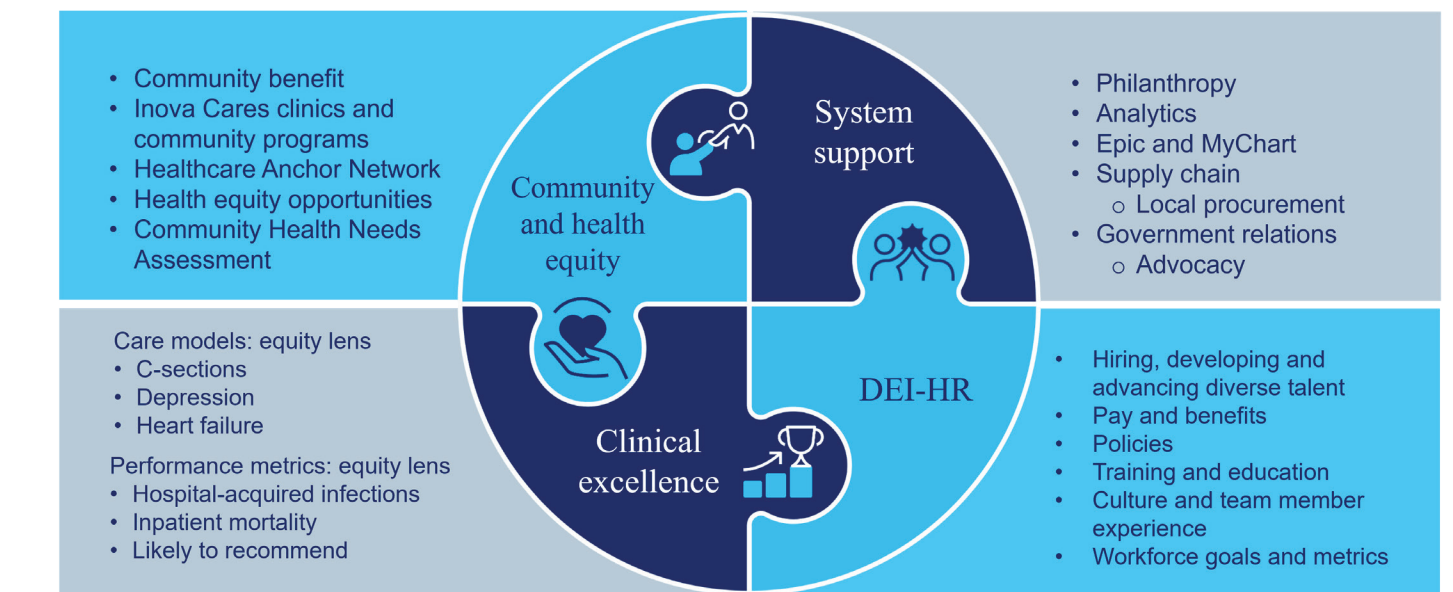 • Community benefit
• Inova Cares clinics and
community programs
• Healthcare Anchor Network
• Health equity opportunities
• Community Health Needs
Assessment
Community
and health
equity
System
support
• Philanthropy
• Analytics
• Epic and MyChart
• Supply chain
o Local procurement
• Government relations
o Advocacy
Care models: equity lens
• C-sections
• Depression
• Heart failure
Performance metrics: equity lens
• Hospital-acquired infections
• Inpatient mortality
• Likely to recommend
Clinical
excellence
DEI-HR
• Hiring, developing and
advancing diverse talent
• Pay and benefits
• Policies
• Training and education
• Culture and team member
experience
• Workforce goals and metrics